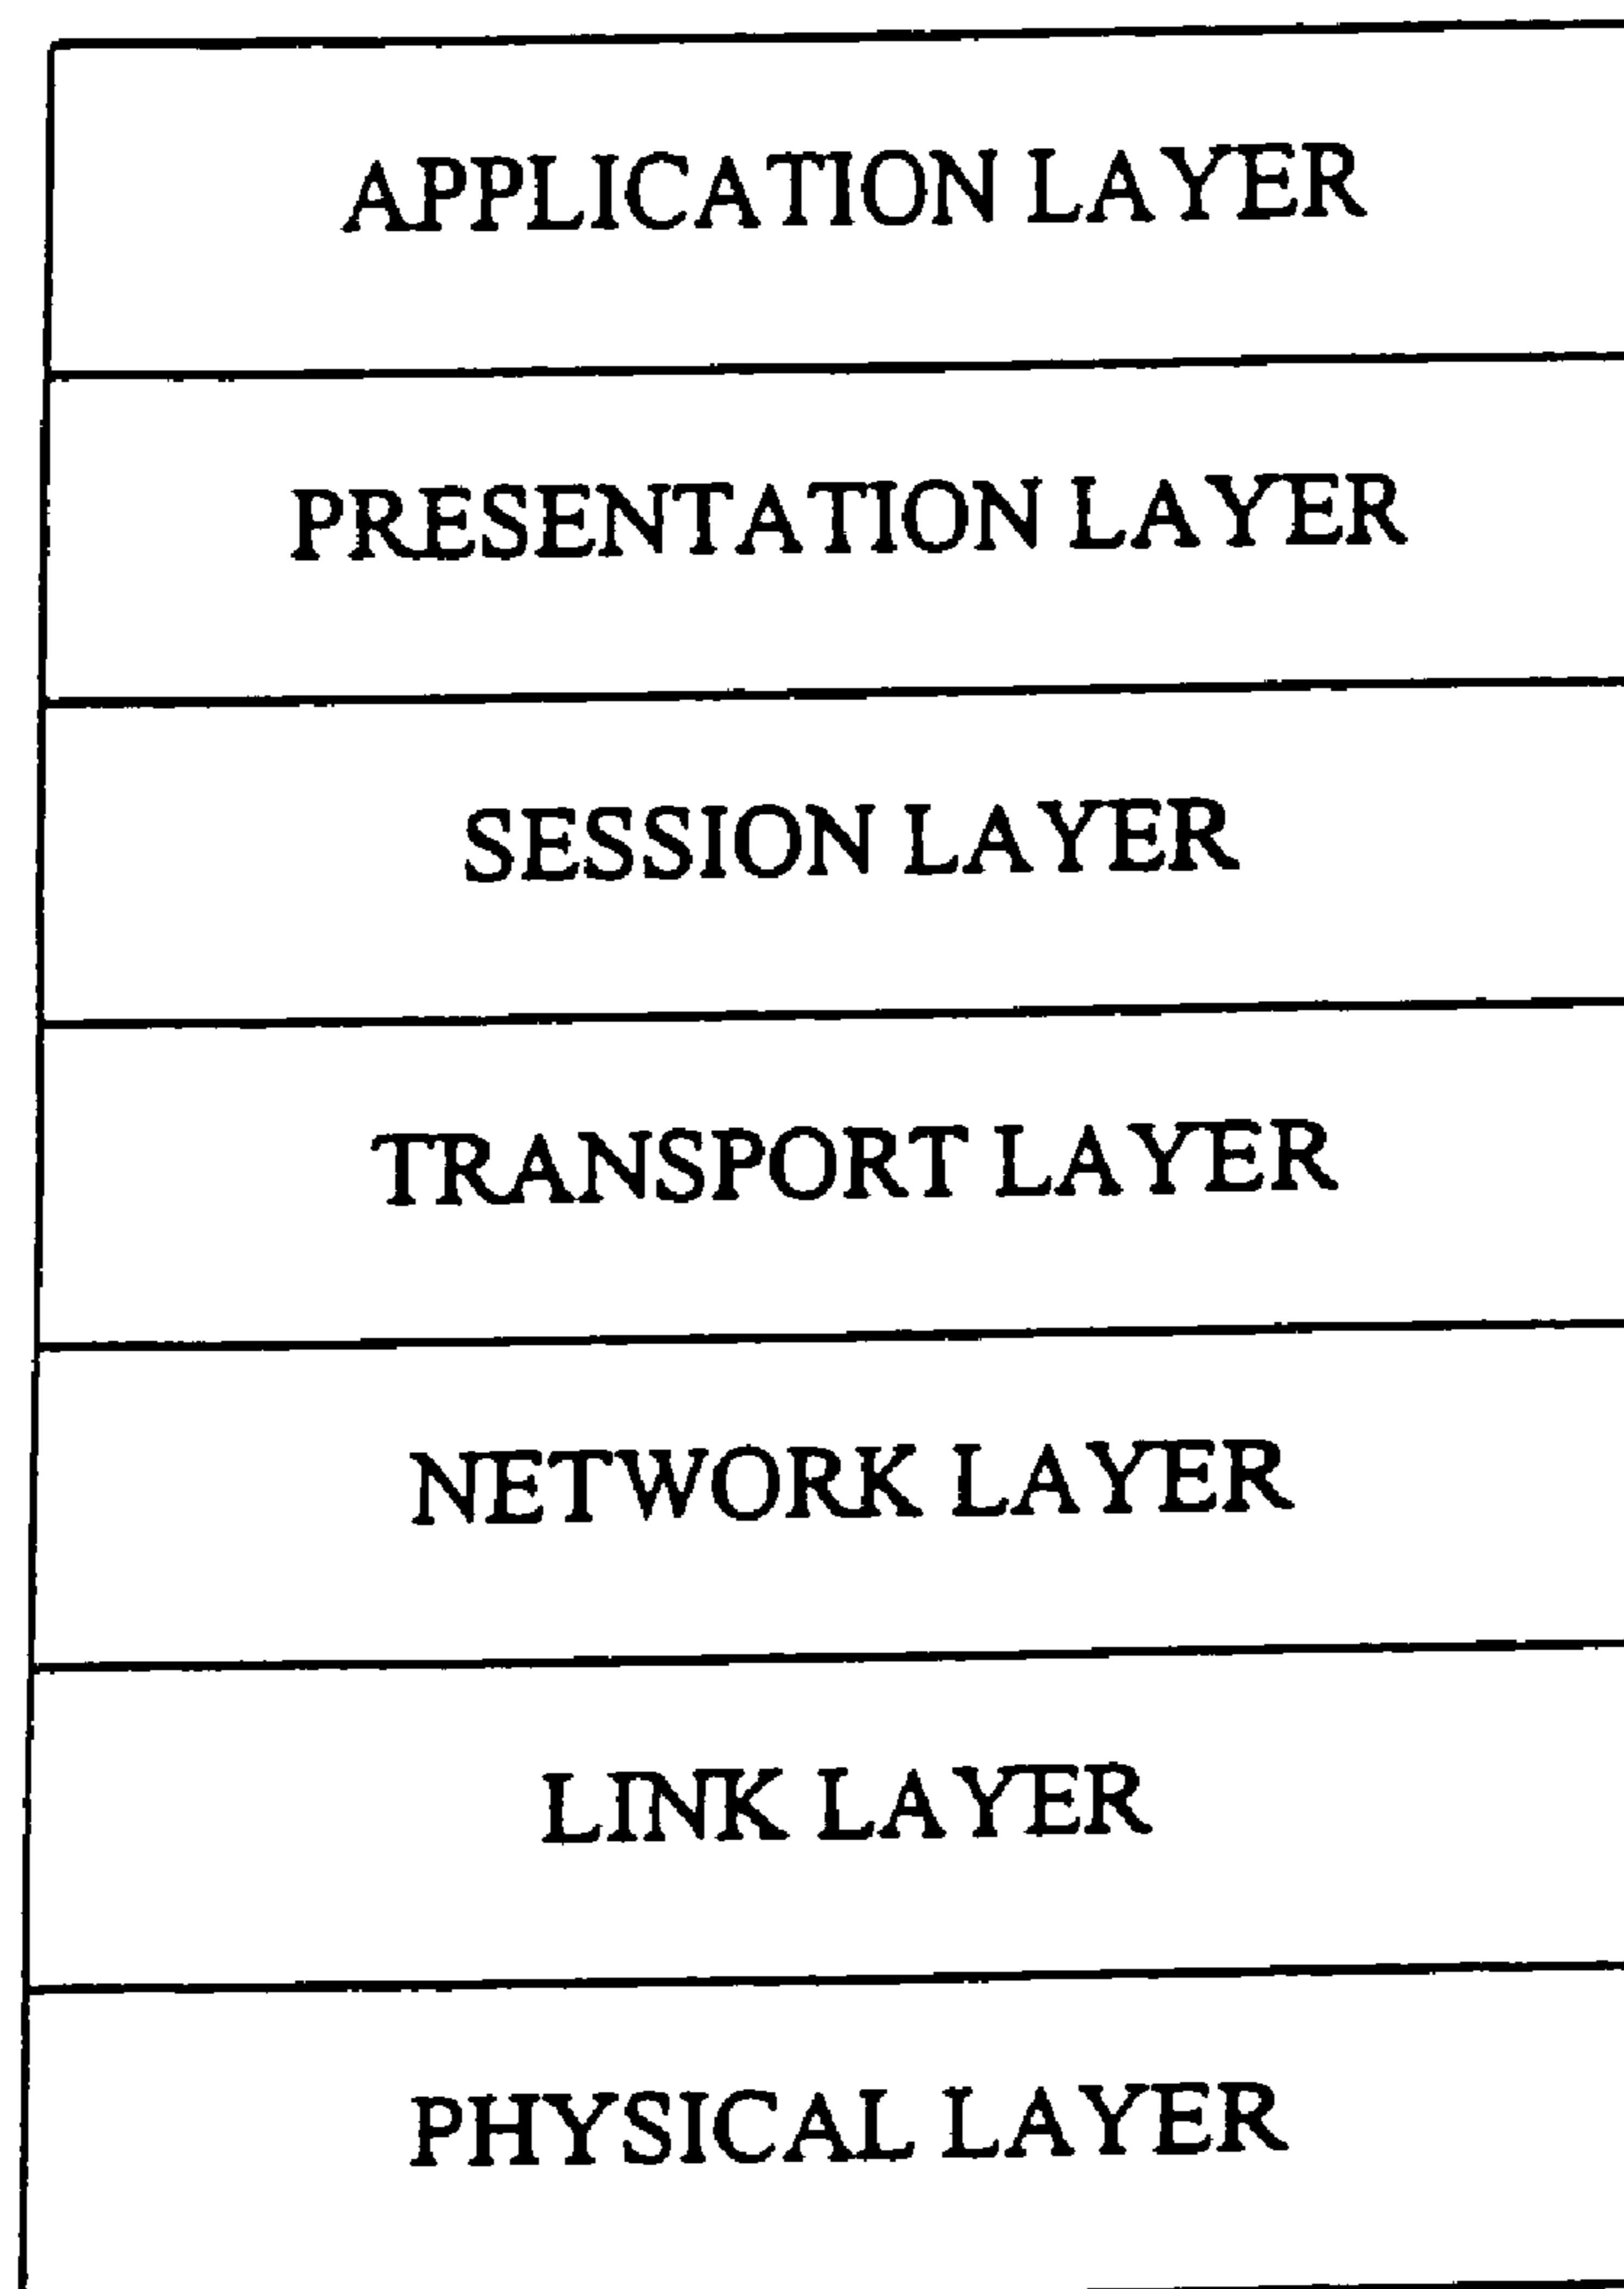 APPLICATION LAYER
PRESENTATION LAYER
SESSION LAYER
TRANSPORT LAYER
NETWORK LAYER
LINK LAYER
PHYSICAL LAYER